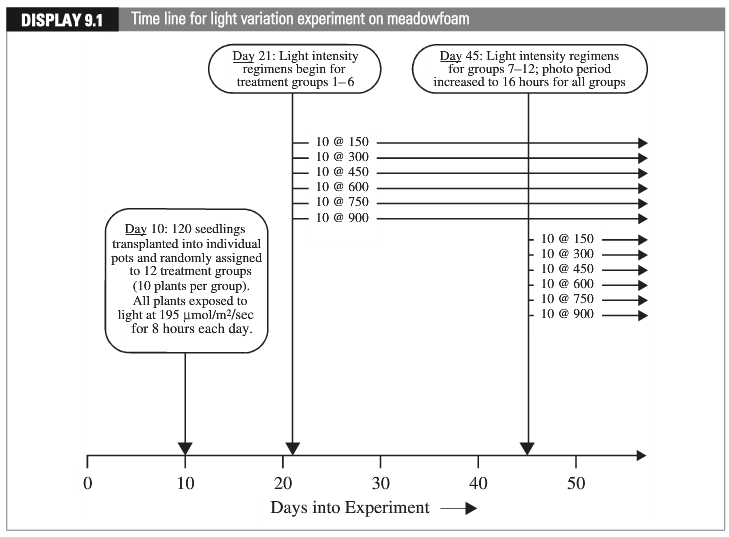 DISPLAY 9.1 Time line for light variation experiment on meadowfoam
Day 21: Light intensity
regimens begin for
treatment groups 1–6
Day 45: Light intensity regimens
for groups 7–12; photo period
increased to 16 hours for all groups
10 @ 150
10 @ 300
10 @ 450
10 @ 600
10 @ 750
10 @ 900
Day 10: 120 seedlings
transplanted into individual
pots and randomly assigned
to 12 treatment groups
(10 plants per group).
All plants exposed to
light at 195 μmol/m²/sec
for 8 hours each day.
10 @ 150
10 @ 300
10 @ 450
10 @ 600
10 @ 750
10 @ 900
0 10 20 30 40 50
Days into Experiment